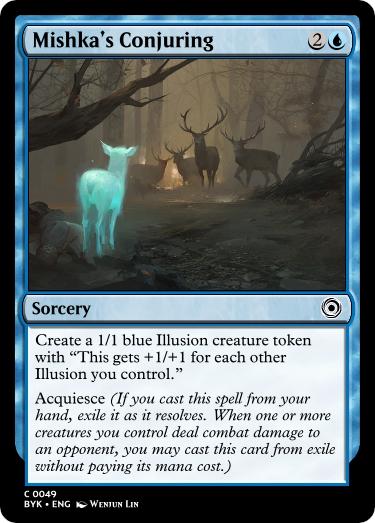 Mishka's Conjuring 2
Sorcery
Create a 1/1 blue Illusion creature token
with “This gets +1/+1 for each other
Illusion you control.”
Acquiesce (If you cast this spell from your
hand, exile it as it resolves. When one or more
creatures you control deal combat damage to
an opponent, you may cast this card from exile
without paying its mana cost.)
C 0049
BYK • ENG Wenjun Lin